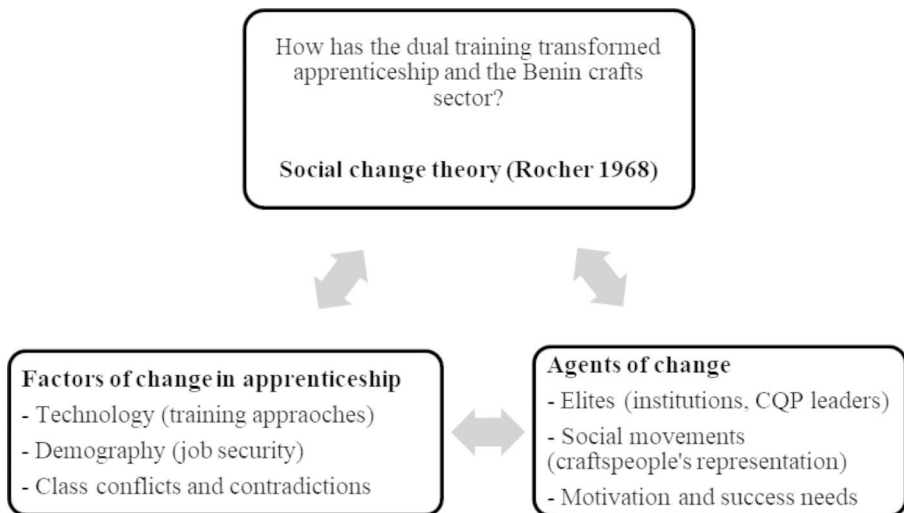 How has the dual training transformed
apprenticeship and the Benin crafts
sector?
Social change theory (Rocher 1968)
Factors of change in apprenticeship
- Technology (training appraoches)
- Demography (job security)
- Class conflicts and contradictions
Agents of change
- Elites (institutions, CQP leaders)
- Social movements
(craftspeople's representation)
- Motivation and success needs